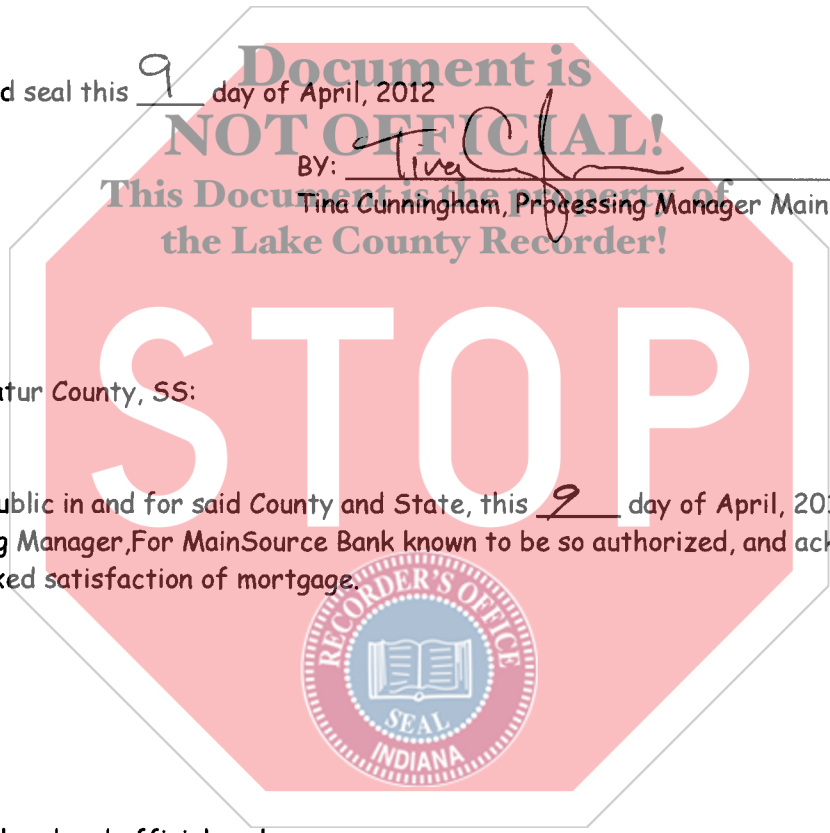 Document is
d seal this 9 day of April, 2012
NOT OFFICIAL!
BY: Tina
This Document is the property of
Tina Cunningham, Processing Manager Main
the Lake County Recorder!
STOP
tur County, SS:
ublic in and for said County and State, this 9 day of April, 201
g Manager,For MainSource Bank known to be so authorized, and ack
ked satisfaction of mortgage.
RECORDER'S OFFICE
SEAL
INDIANA